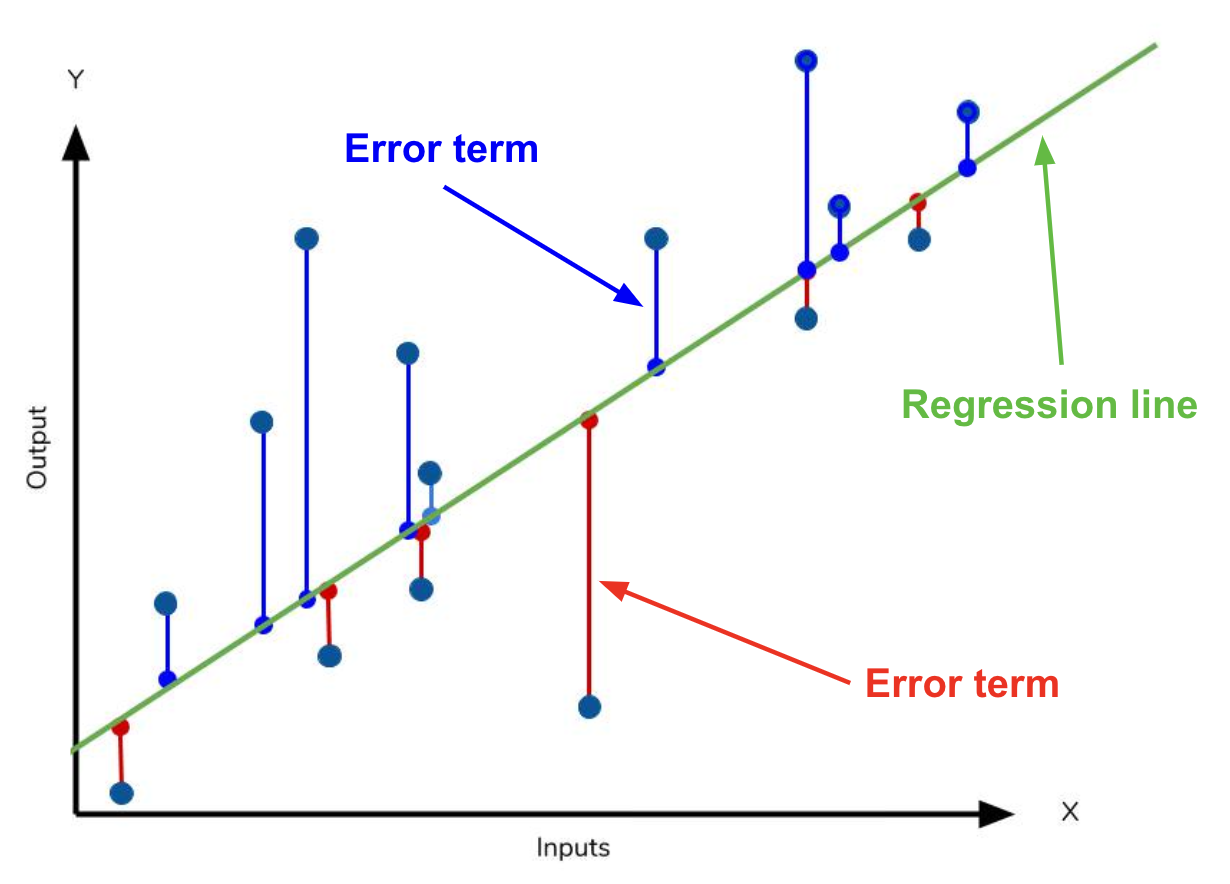 Y
Error term
Regression line
Output
Error term
X
Inputs